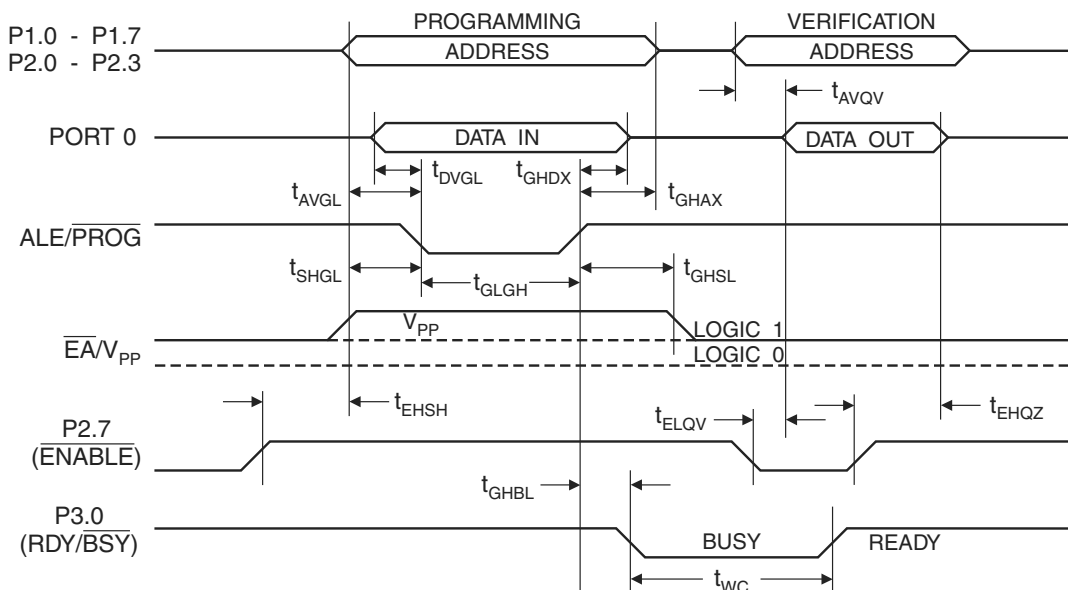 PROGRAMMING VERIFICATION
P1.0 - P1.7
P2.0 - P2.3
ADDRESS ADDRESS
tAVQV
PORT 0 DATA IN DATA OUT
tDVGL tGHDX
tAVGL tGHAX
ALE/PROG
tSHGL tGLGH tGHSL
VPP LOGIC 1
EA/VPP LOGIC 0
tEHSH tELQV tEHQZ
P2.7
(ENABLE)
tGHBL
P3.0
(RDY/BSY) BUSY READY
tWC